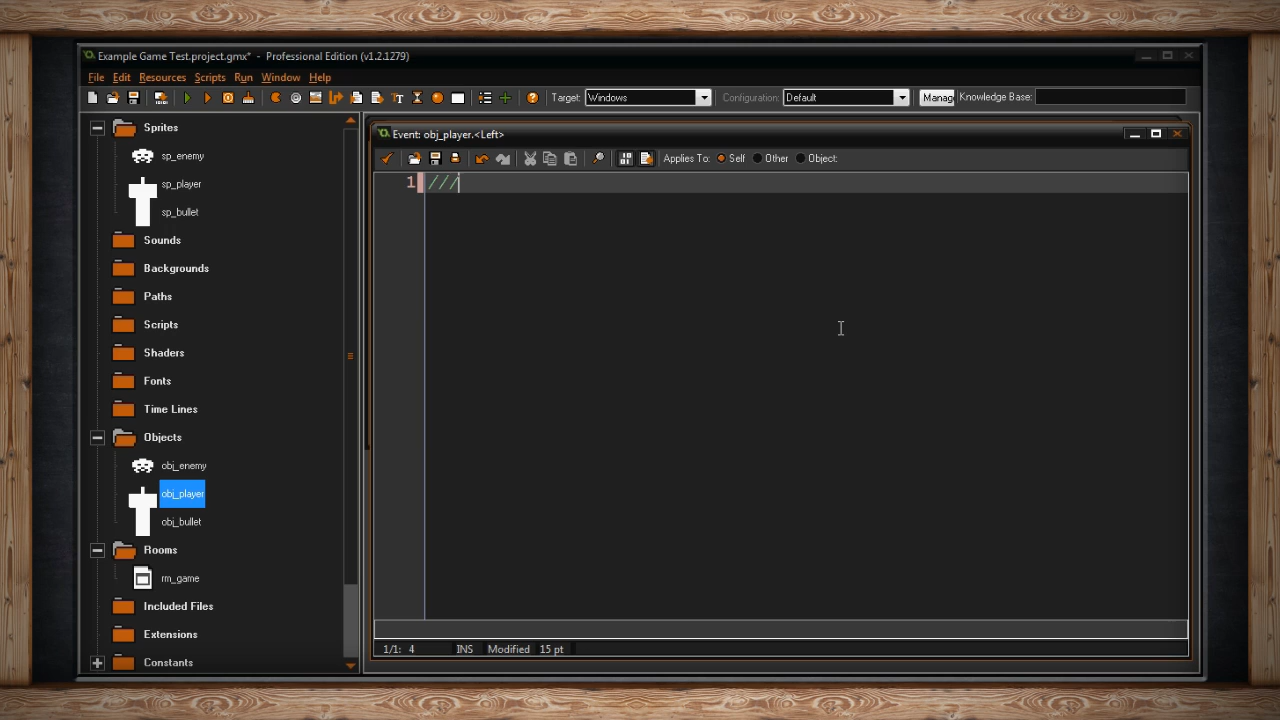 Example Game Test.project.gmx* - Professional Edition (v1.2.1279)
File Edit Resources Scripts Run Window Help
Target: Windows Configuration: Default Manag Knowledge Base:
Sprites
sp_enemy
sp_player
sp_bullet
Sounds
Backgrounds
Paths
Scripts
Shaders
Fonts
Time Lines
Objects
obj_enemy
obj_player
obj_bullet
Rooms
rm_game
Included Files
Extensions
Constants
Event: obj_player.<Left>
Applies To: Self Other Object:
1 ///
1/1: 4 INS Modified 15 pt